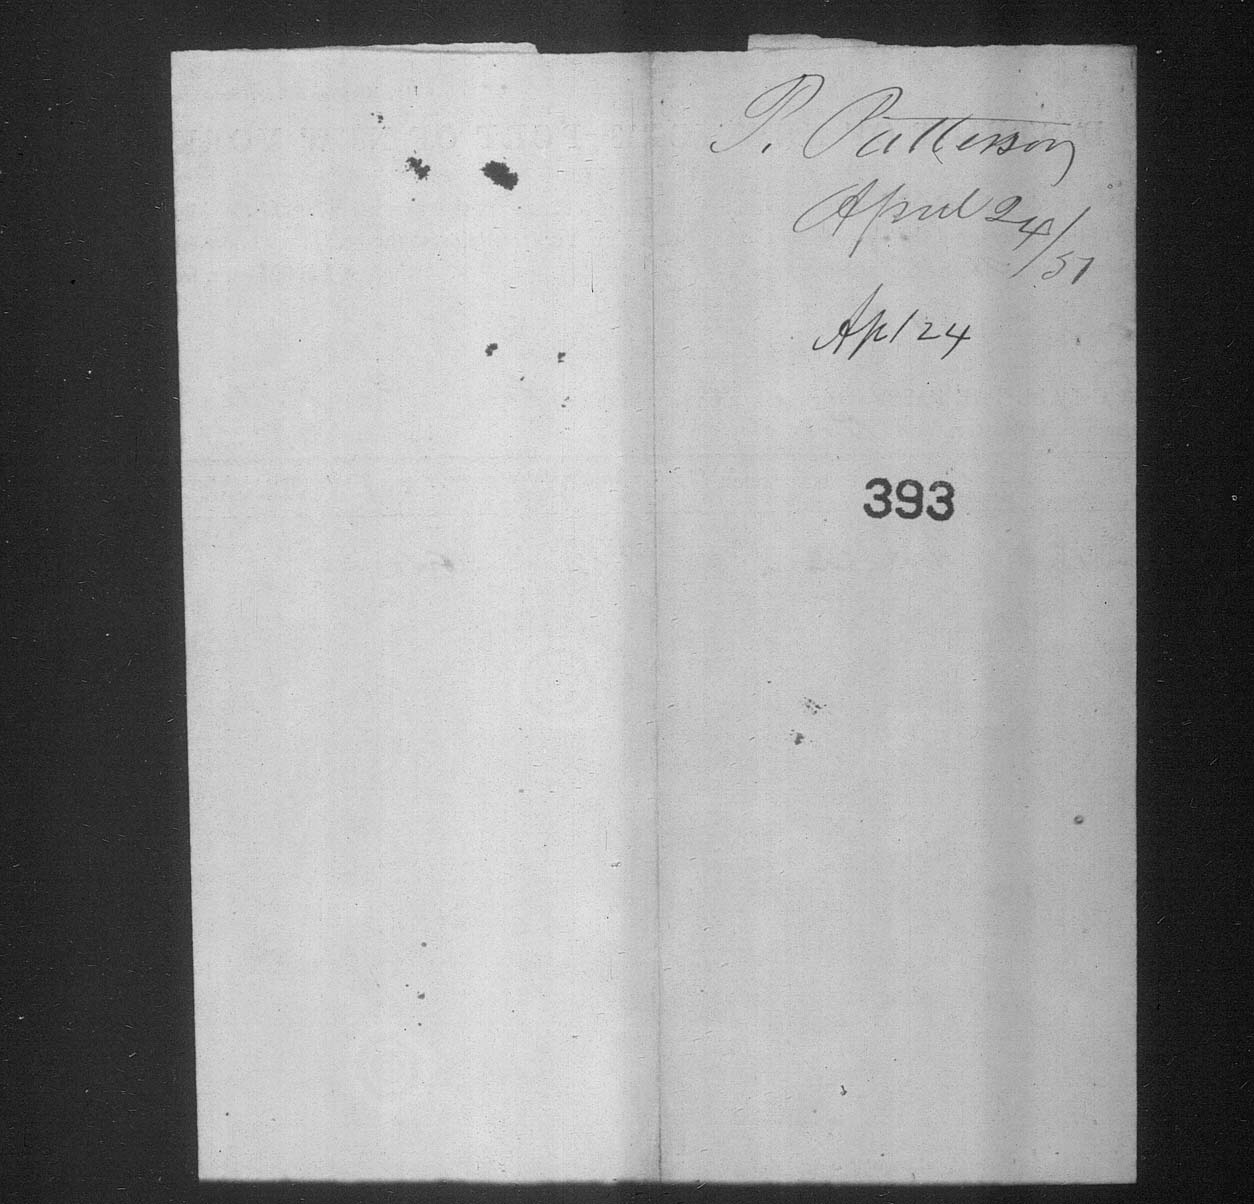 P. Patterson
April 24/51
Apl 24
393